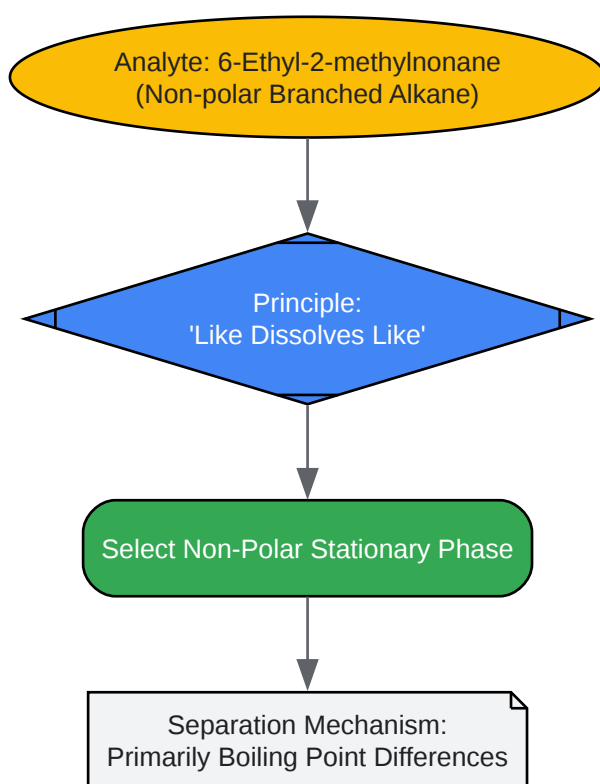 Analyte: 6-Ethyl-2-methylnonane
(Non-polar Branched Alkane)
Principle:
'Like Dissolves Like'
Select Non-Polar Stationary Phase
Separation Mechanism:
Primarily Boiling Point Differences